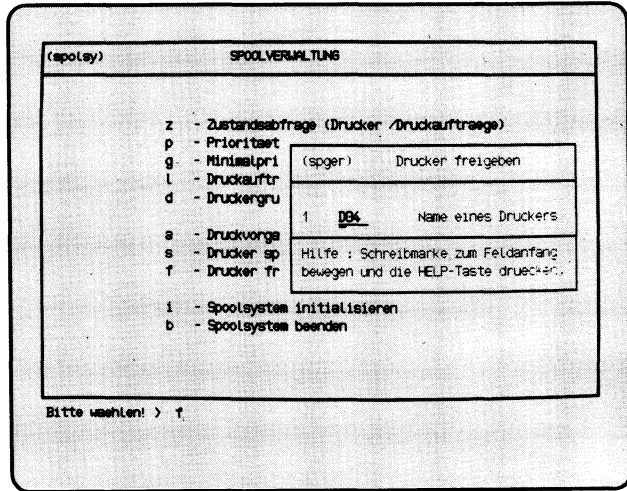 (spolsy) SPOOLVERWALTUNG
z - Zustandsabfrage (Drucker /Druckauftraege)
p - Prioritaet
g - Minimalpri
l - Druckauftr
d - Druckergru
a - Druckvorga
s - Drucker sp
f - Drucker fr
(spger) Drucker freigeben
1 DB4 Name eines Druckers
Hilfe : Schreibmarke zum Feldanfang
bewegen und die HELP-Taste druecken.
i - Spoolsystem initialisieren
b - Spoolsystem beenden
Bitte waehlen! > f